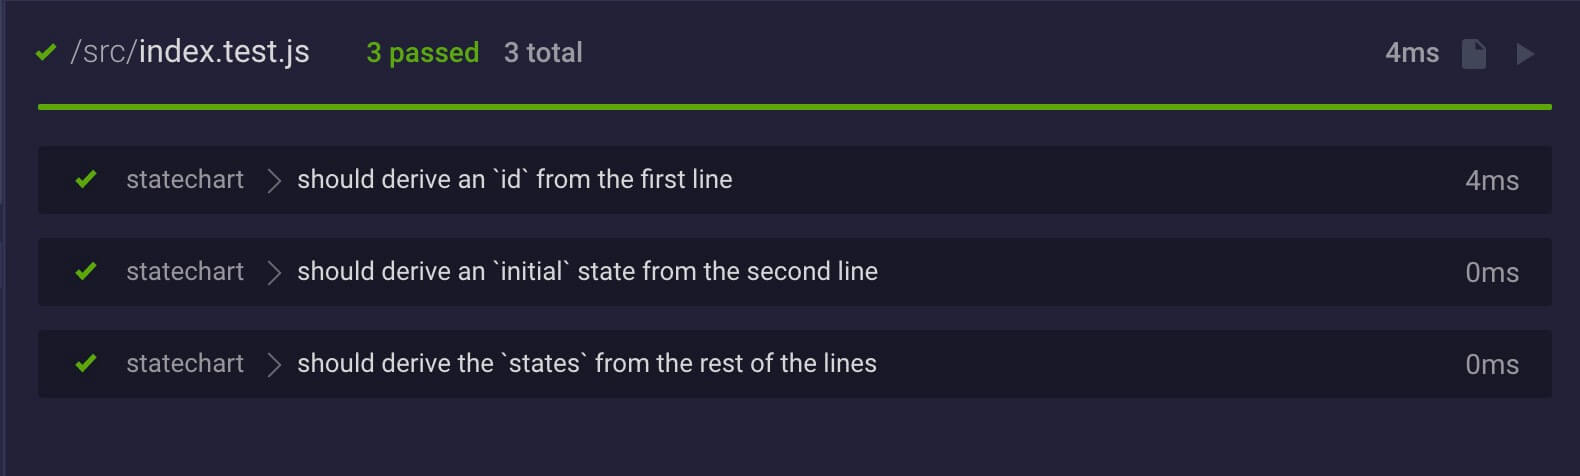 /src/index.test.js 3 passed 3 total 4ms
statechart should derive an `id` from the first line 4ms
statechart should derive an `initial` state from the second line 0ms
statechart should derive the `states` from the rest of the lines 0ms